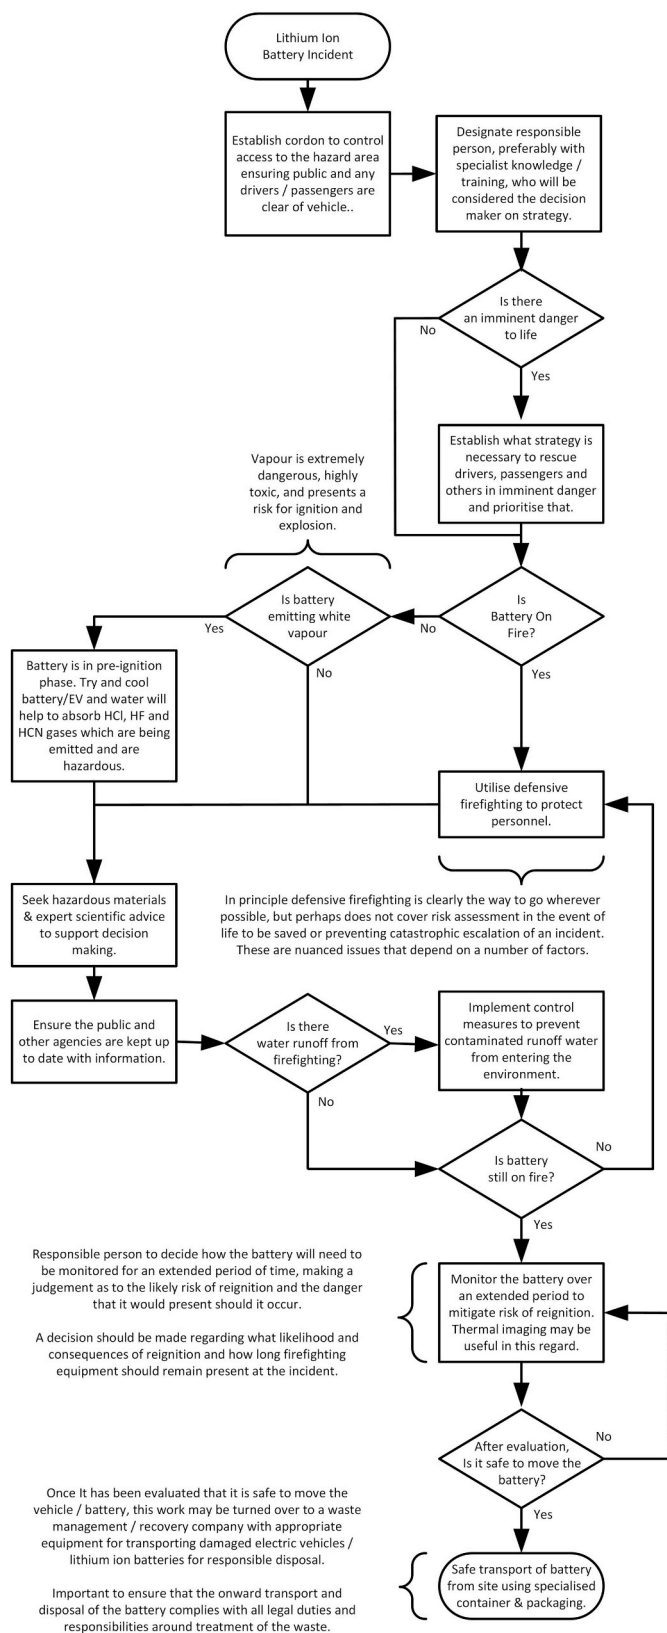 Lithium Ion
Battery Incident
Establish cordon to control
access to the hazard area
ensuring public and any
drivers / passengers are
clear of vehicle..
Designate responsible
person, preferably with
specialist knowledge /
training, who will be
considered the decision
maker on strategy.
Is there
an imminent danger
to life
No
Yes
Establish what strategy is
necessary to rescue
drivers, passengers and
others in imminent danger
and prioritise that.
Vapour is extremely
dangerous, highly
toxic, and presents a
risk for ignition and
explosion.
Is
Battery On
Fire?
No
Yes
Is battery
emitting white
vapour
Yes
No
Battery is in pre-ignition
phase. Try and cool
battery/EV and water will
help to absorb HCl, HF and
HCN gases which are being
emitted and are
hazardous.
Utilise defensive
firefighting to protect
personnel.
In principle defensive firefighting is clearly the way to go wherever
possible, but perhaps does not cover risk assessment in the event of
life to be saved or preventing catastrophic escalation of an incident.
These are nuanced issues that depend on a number of factors.
Seek hazardous materials
& expert scientific advice
to support decision
making.
Ensure the public and
other agencies are kept up
to date with information.
Is there
water runoff from
firefighting?
Yes
No
Implement control
measures to prevent
contaminated runoff water
from entering the
environment.
Is battery
still on fire?
No
Yes
Responsible person to decide how the battery will need to
be monitored for an extended period of time, making a
judgement as to the likely risk of reignition and the danger
that it would present should it occur.
A decision should be made regarding what likelihood and
consequences of reignition and how long firefighting
equipment should remain present at the incident.
Monitor the battery over
an extended period to
mitigate risk of reignition.
Thermal imaging may be
useful in this regard.
After evaluation,
Is it safe to move the
battery?
No
Yes
Once It has been evaluated that it is safe to move the
vehicle / battery, this work may be turned over to a waste
management / recovery company with appropriate
equipment for transporting damaged electric vehicles /
lithium ion batteries for responsible disposal.
Important to ensure that the onward transport and
disposal of the battery complies with all legal duties and
responsibilities around treatment of the waste.
Safe transport of battery
from site using specialised
container & packaging.